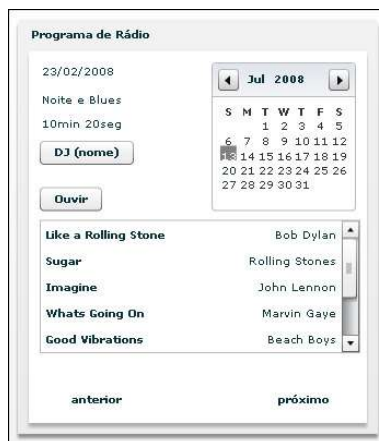 Programa de Rádio
23/02/2008
Noite e Blues
10min 20seg
DJ (nome)
Ouvir
Jul 2008
S M T W T F S
1 2 3 4 5
6 7 8 9 10 11 12
13 14 15 16 17 18 19
20 21 22 23 24 25 26
27 28 29 30 31
Like a Rolling Stone Bob Dylan
Sugar Rolling Stones
Imagine John Lennon
Whats Going On Marvin Gaye
Good Vibrations Beach Boys
anterior próximo